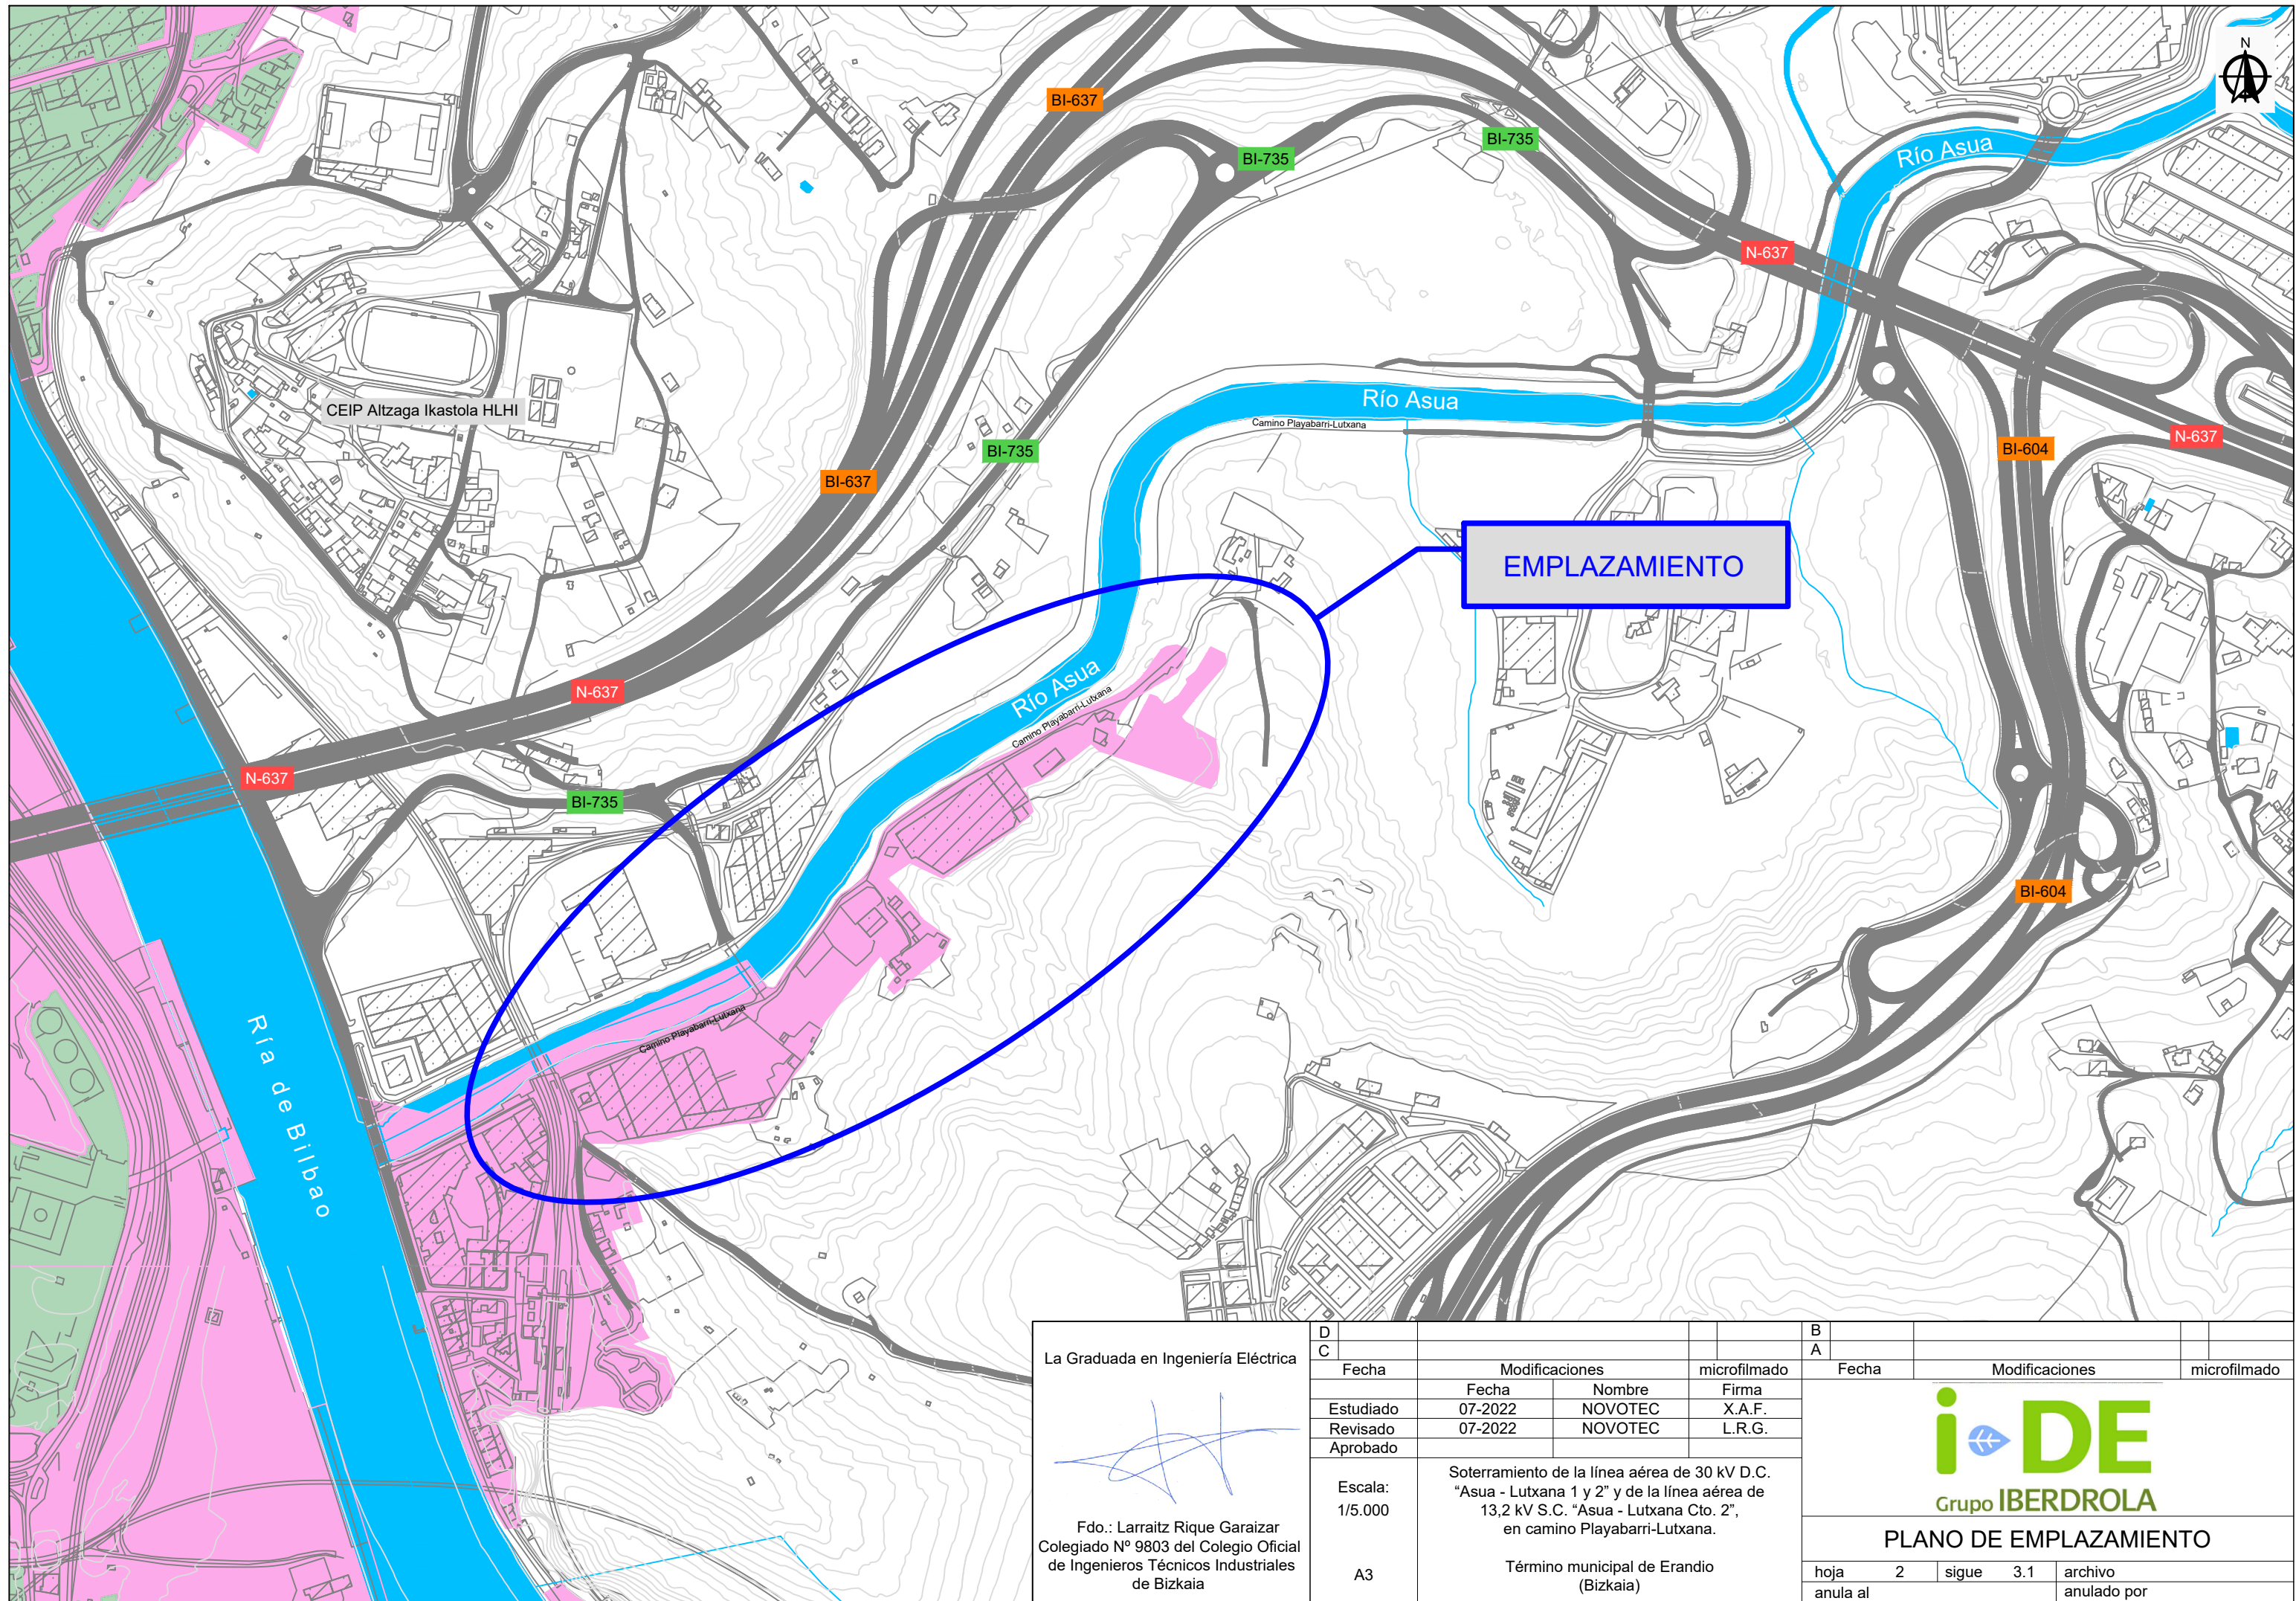 N
BI-637
BI-735
BI-735
Río Asua
N-637
CEIP Altzaga Ikastola HLHI
Río Asua
Camino Playabarri-Lutxana
BI-735
BI-637
BI-604
N-637
EMPLAZAMIENTO
N-637
Río Asua
Camino Playabarri-Lutxana
N-637
BI-735
BI-604
Camino Playabarri-Lutxana
Ría de Bilbao
La Graduada en Ingeniería Eléctrica
Fdo.: Larraitz Rique Garaizar
Colegiado Nº 9803 del Colegio Oficial
de Ingenieros Técnicos Industriales
de Bizkaia
D
C
Fecha Modificaciones microfilmado
B
A
Fecha Modificaciones microfilmado
Fecha Nombre Firma
Estudiado 07-2022 NOVOTEC X.A.F.
Revisado 07-2022 NOVOTEC L.R.G.
Aprobado
Escala:
1/5.000
A3
Soterramiento de la línea aérea de 30 kV D.C.
“Asua - Lutxana 1 y 2” y de la línea aérea de
13,2 kV S.C. “Asua - Lutxana Cto. 2”,
en camino Playabarri-Lutxana.
Término municipal de Erandio
(Bizkaia)
i DE
Grupo IBERDROLA
PLANO DE EMPLAZAMIENTO
hoja 2 sigue 3.1 archivo
anula al anulado por